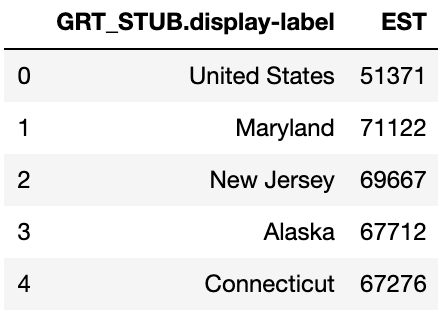 GRT_STUB.display-label EST
0 United States 51371
1 Maryland 71122
2 New Jersey 69667
3 Alaska 67712
4 Connecticut 67276